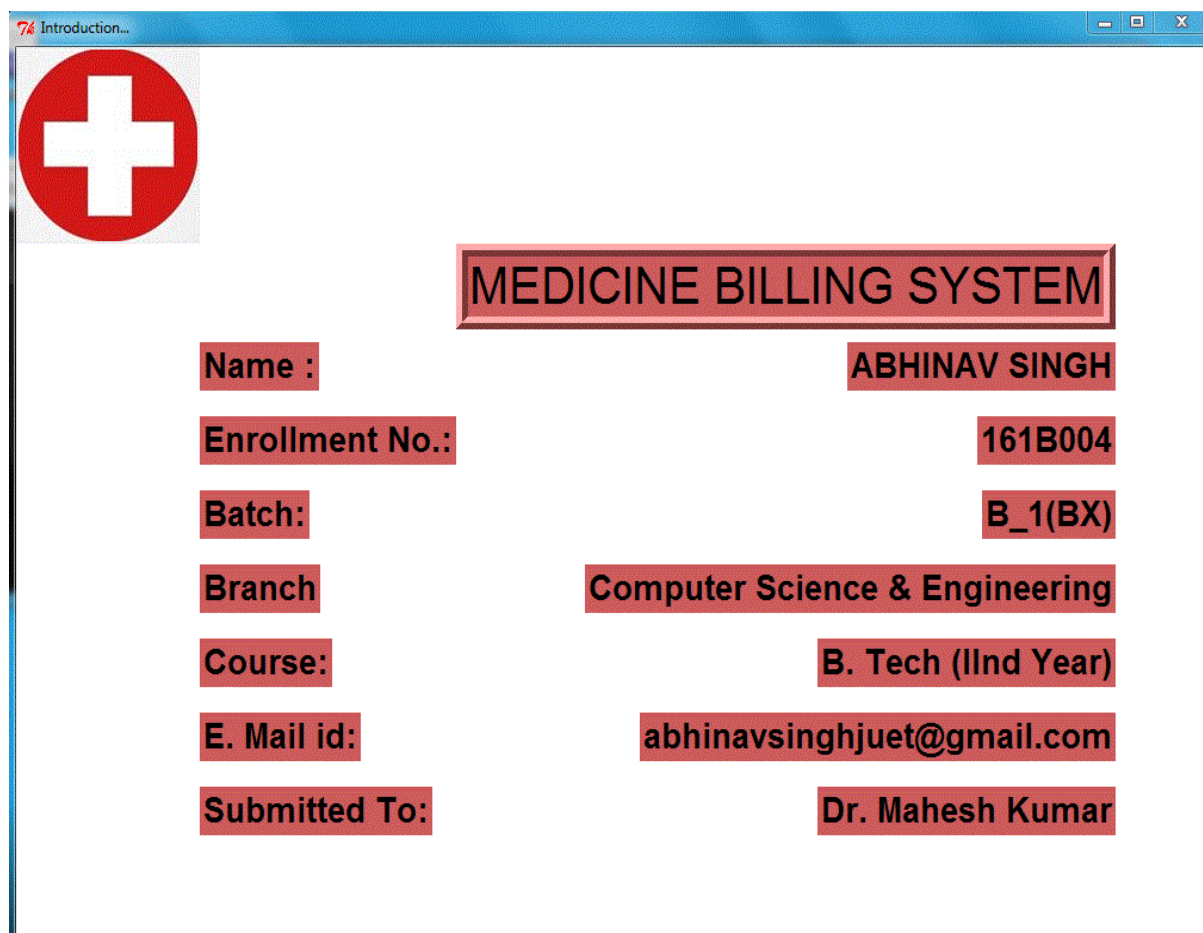 Introduction...
MEDICINE BILLING SYSTEM
Name : ABHINAV SINGH
Enrollment No.: 161B004
Batch: B_1(BX)
Branch Computer Science & Engineering
Course: B. Tech (IInd Year)
E. Mail id: abhinavsinghjuet@gmail.com
Submitted To: Dr. Mahesh Kumar